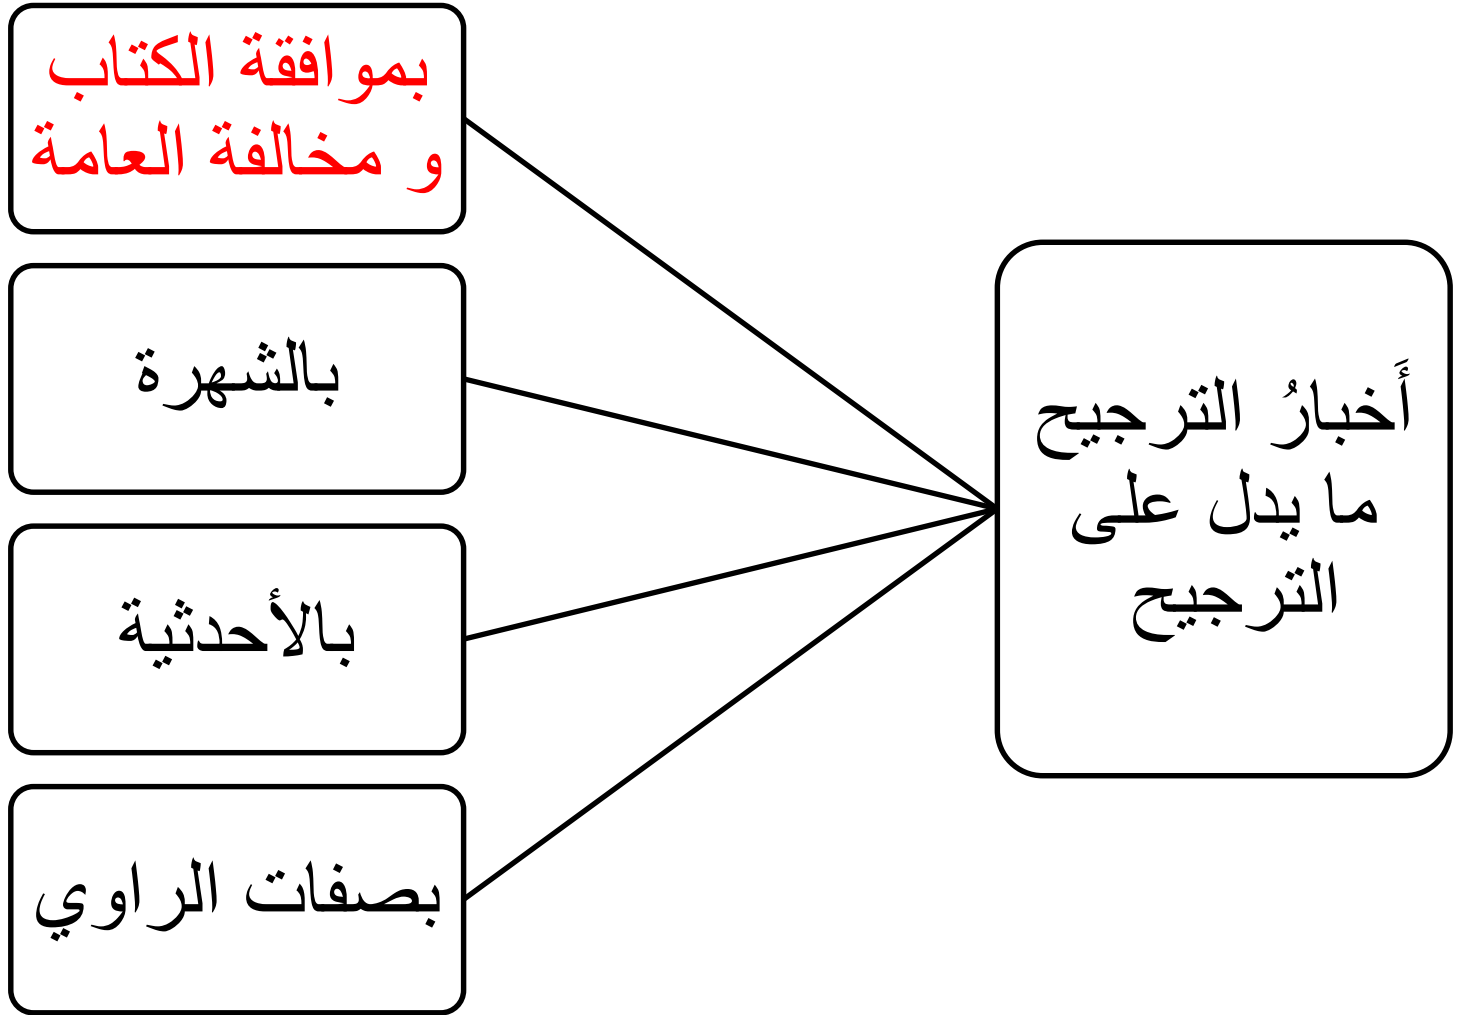 أَخبارُ الترجيح
ما يدل على
الترجيح
بموافقة الكتاب
و مخالفة العامة
بالشهرة
بالأحدثية
بصفات الراوي